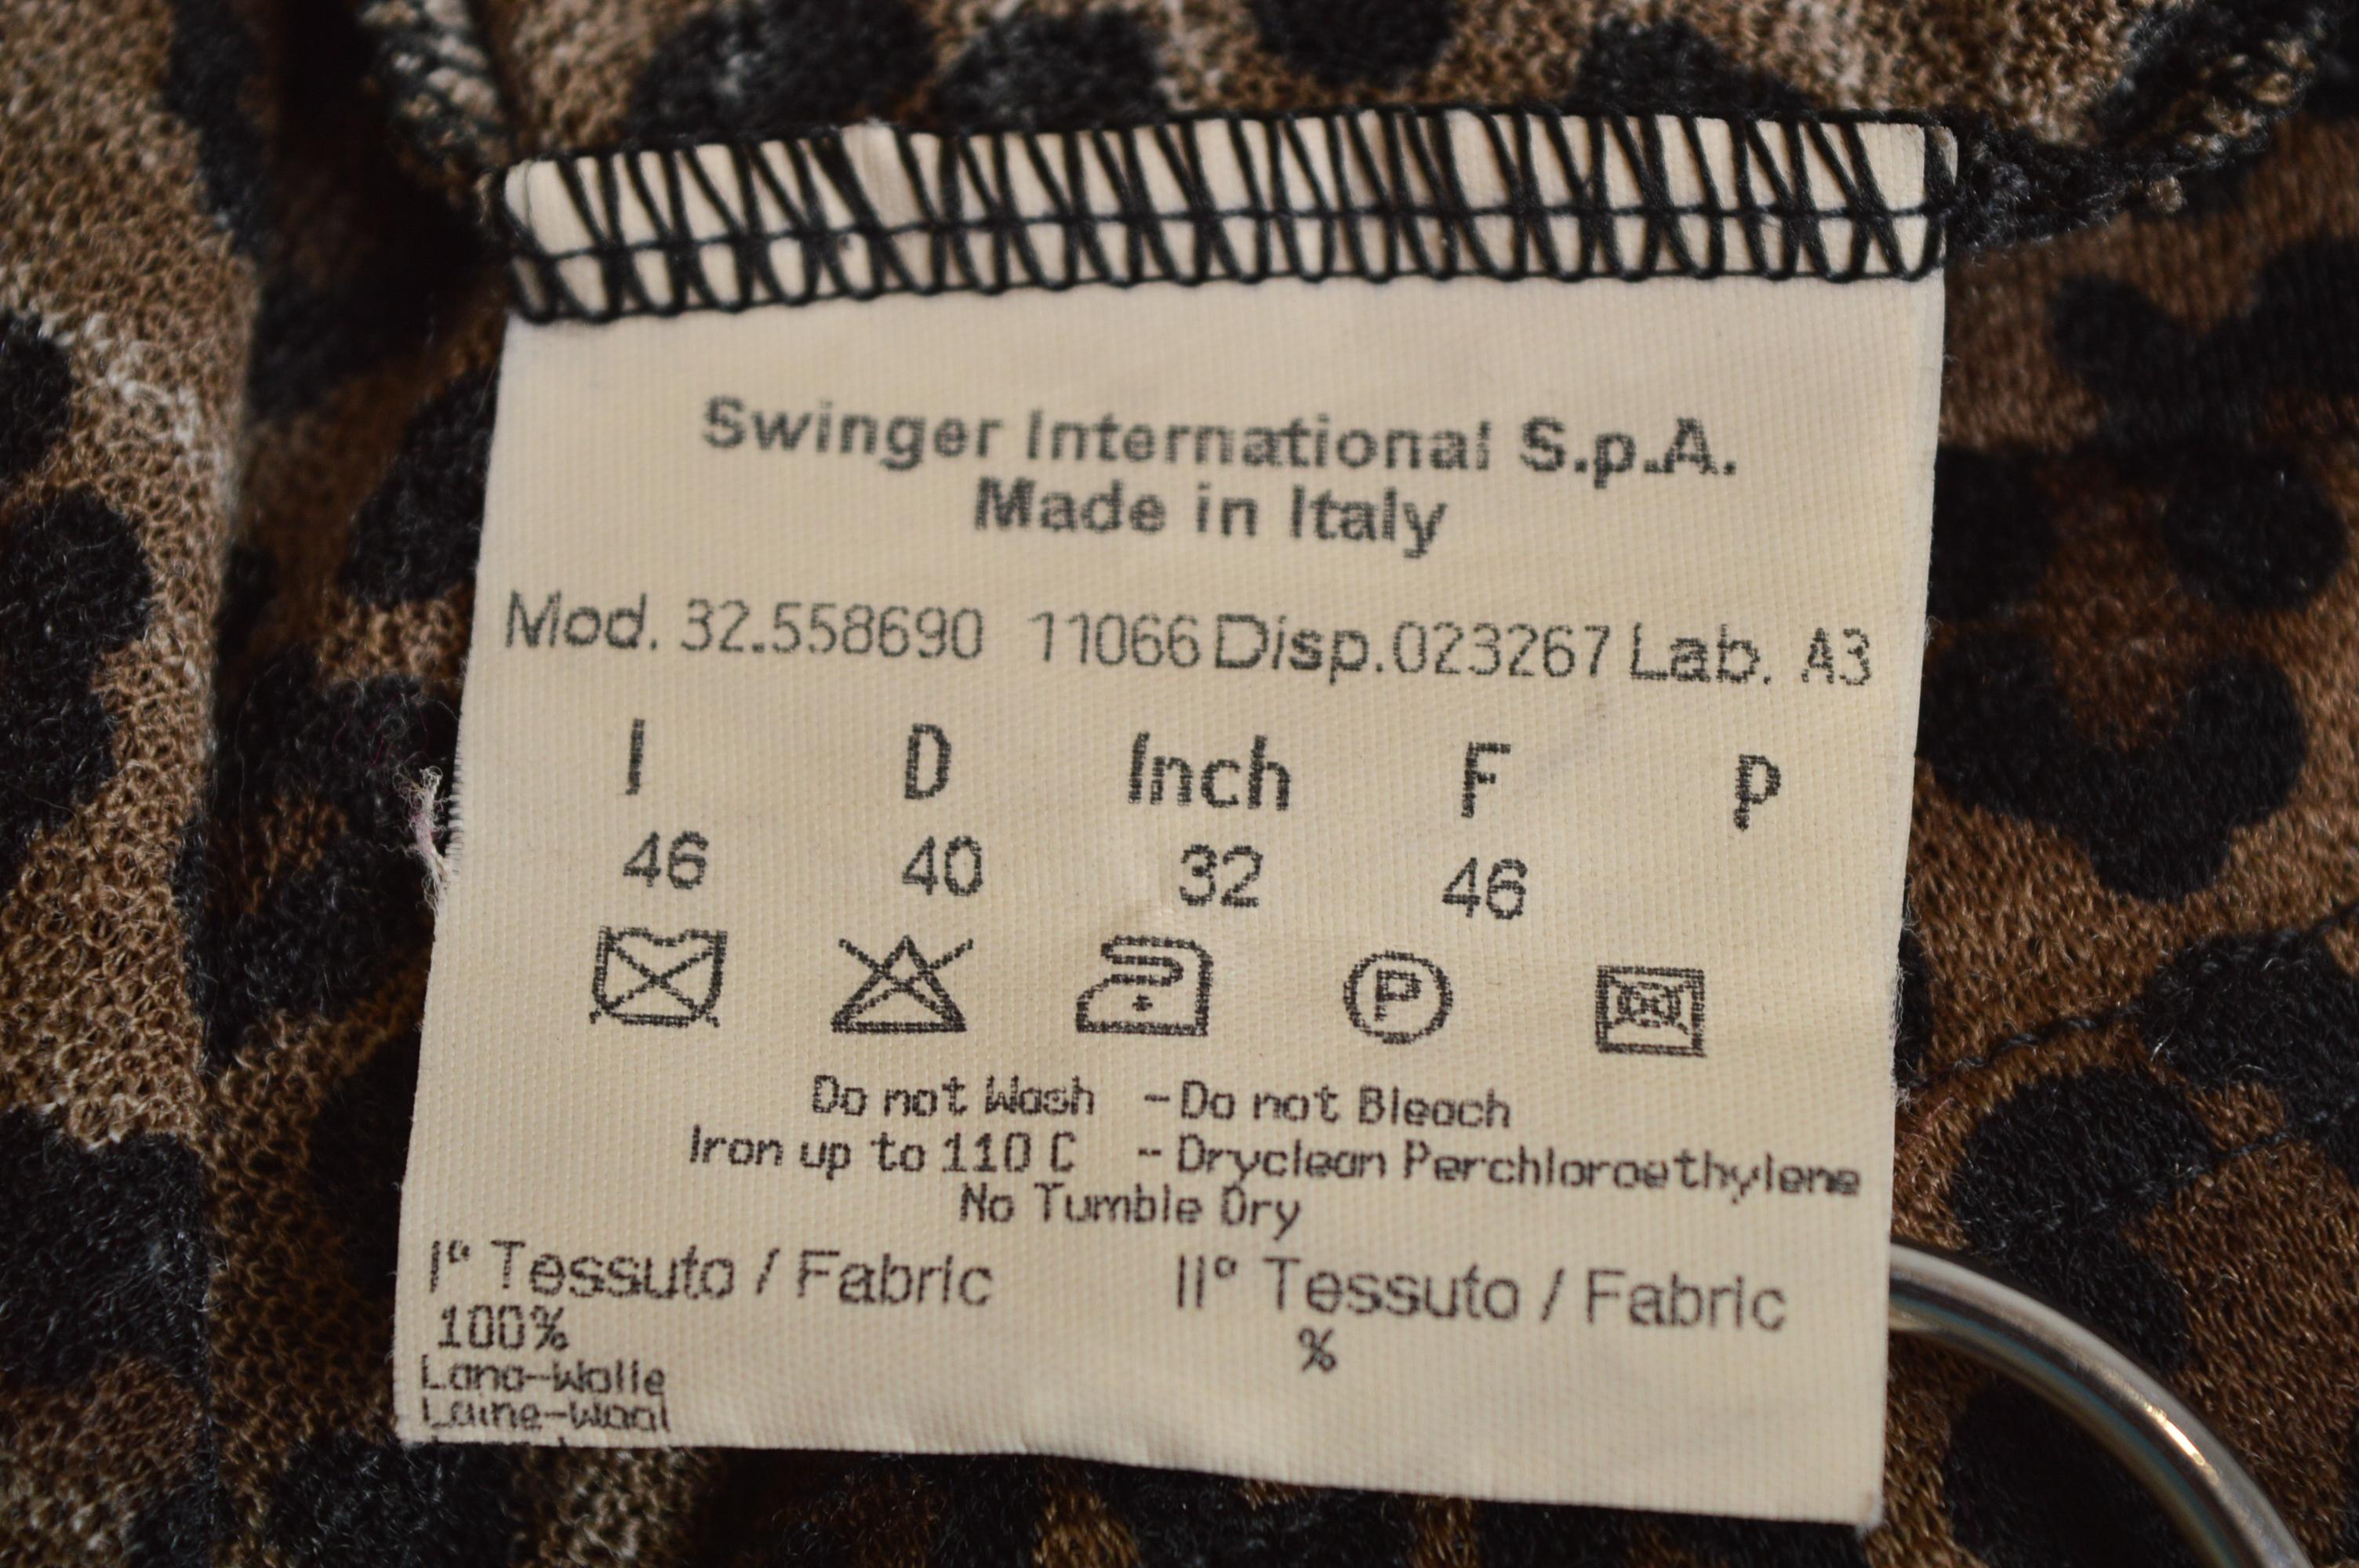 Swinger International S.p.A.
Made in Italy
Mod. 32.558690 11066 Disp.023267 Lab. A3
I D Inch F P
46 40 32 46
P
Do not Wash - Do not Bleach
Iron up to 110 C -- Dryclean Perchloroethylene
No Tumble Dry
I° Tessuto / Fabric II° Tessuto / Fabric
100% %
Lana-Wolle
Laine-Wool